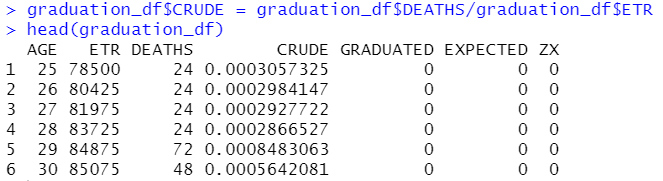 > graduation_df$CRUDE = graduation_df$DEATHS/graduation_df$ETR
> head(graduation_df)
  AGE   ETR DEATHS        CRUDE GRADUATED EXPECTED ZX
1  25 78500     24 0.0003057325         0        0  0
2  26 80425     24 0.0002984147         0        0  0
3  27 81975     24 0.0002927722         0        0  0
4  28 83725     24 0.0002866527         0        0  0
5  29 84875     72 0.0008483063         0        0  0
6  30 85075     48 0.0005642081         0        0  0